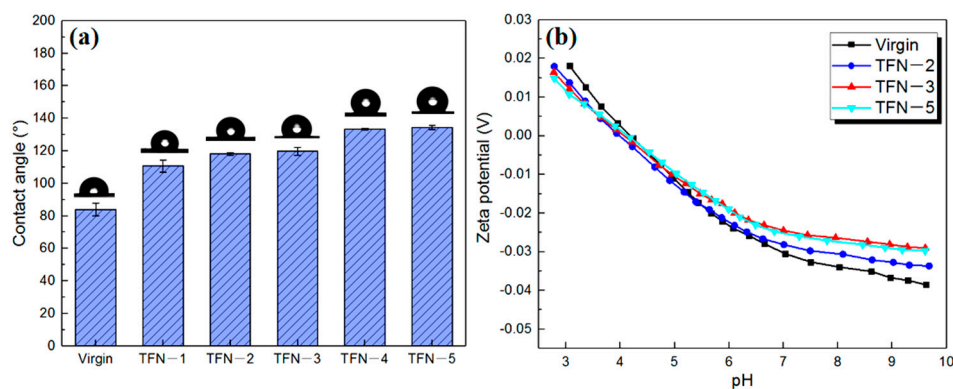 (a)
Contact angle (°)
200
180
160
140
120
100
80
60
40
20
0
Virgin TFN−1 TFN−2 TFN−3 TFN−4 TFN−5
(b)
Zeta potential (V)
0.03
0.02
0.01
0.00
-0.01
-0.02
-0.03
-0.04
-0.05
Virgin
TFN−2
TFN−3
TFN−5
3 4 5 6 7 8 9 10
pH